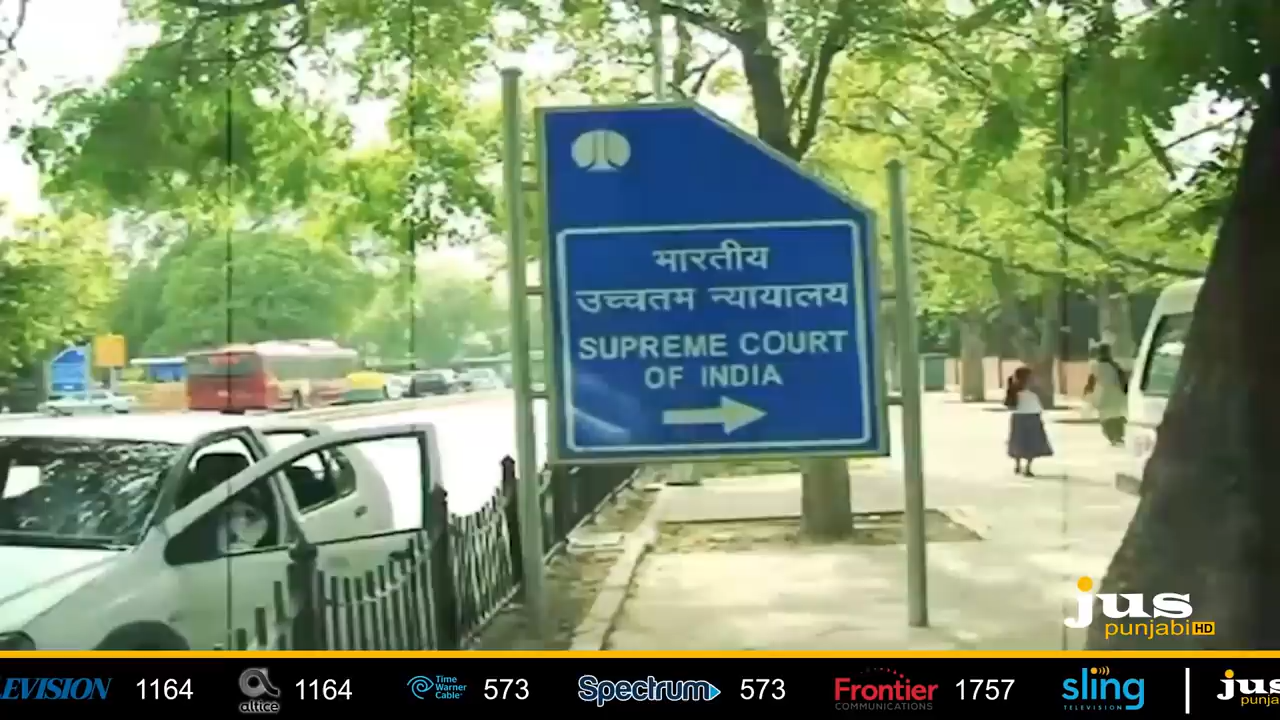 भारतीय
उच्चतम न्यायालय
SUPREME COURT
OF INDIA
jus
punjabi HD
EVISION 1164 altice 1164 Time Warner Cable 573 Spectrum 573 Frontier COMMUNICATIONS 1757 sling TELEVISION jus punja